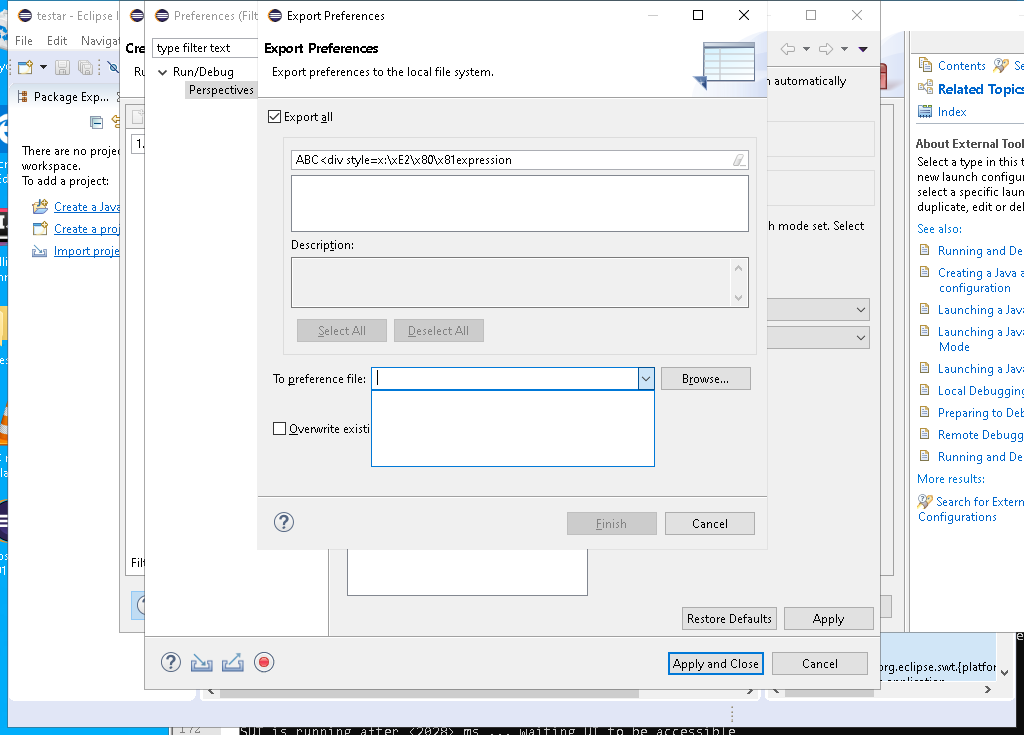 testar - Eclipse
Preferences (Filt
Export Preferences
File Edit Navigat
type filter text
Export Preferences
Export preferences to the local file system.
Cre
Ru
Run/Debug
Perspectives
n automatically
Contents
Se
Related Topics
Index
Package Exp...
Export all
There are no projec
workspace.
To add a project:
Create a Java
Create a proj
Import proje
1.
ABC<div style=x:\xE2\x80\x81expression
Description:
Select All
Deselect All
To preference file:
Browse...
Overwrite existi
Finish
Cancel
h mode set. Select
About External Tool
Select a type in this t
new launch configur
select a specific laun
duplicate, edit or del
See also:
Running and De
Creating a Java a
configuration
Launching a Java
Launching a Java
Mode
Launching a Java
Local Debugging
Preparing to Deb
Remote Debugg
Running and De
More results:
Search for Extern
Configurations
Filt
Restore Defaults
Apply
Apply and Close
Cancel
org.eclipse.swt.{platfor
application
172
SUT is running after <2028> ms ... waiting UI to be accessible